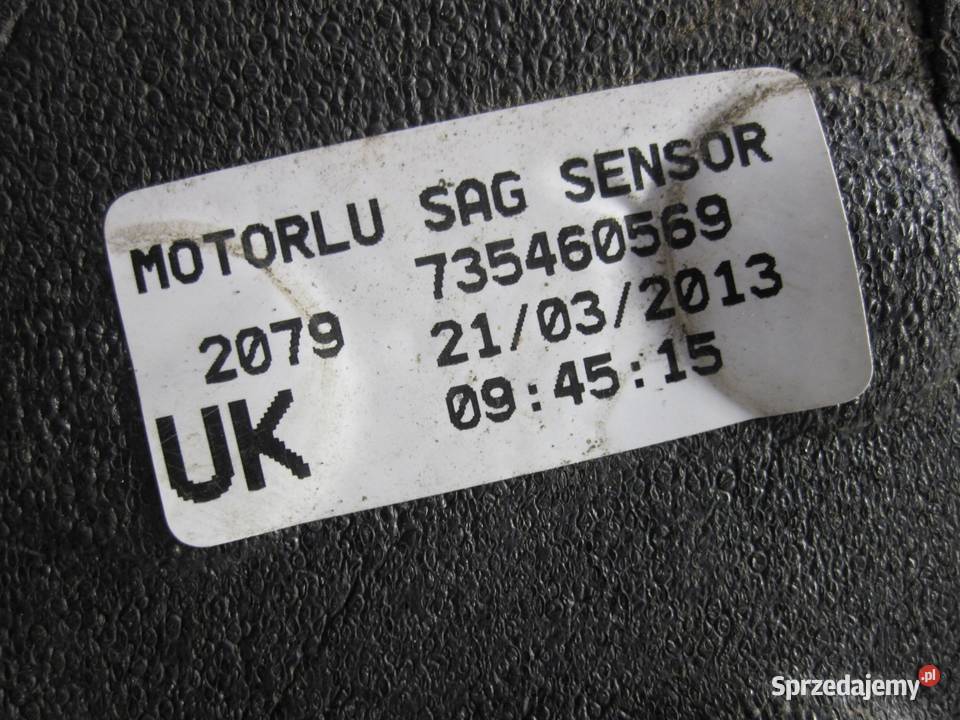 MOTORLU SAG SENSOR
735460569
2079 21/03/2013
UK 09:45:15
Sprzedajemy.pl